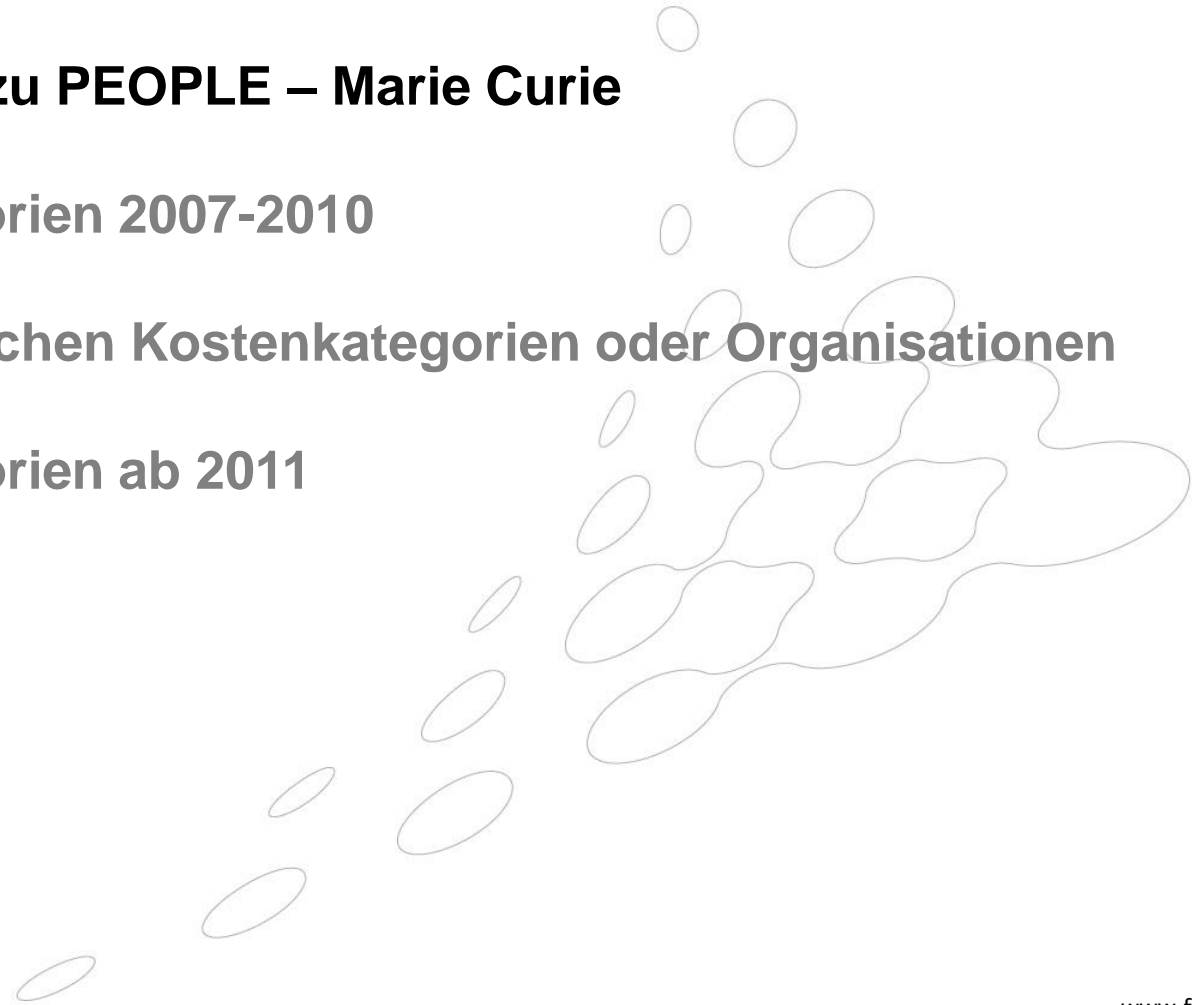 zu PEOPLE – Marie Curie
orien 2007-2010
chen Kostenkategorien oder Organisationen
orien ab 2011